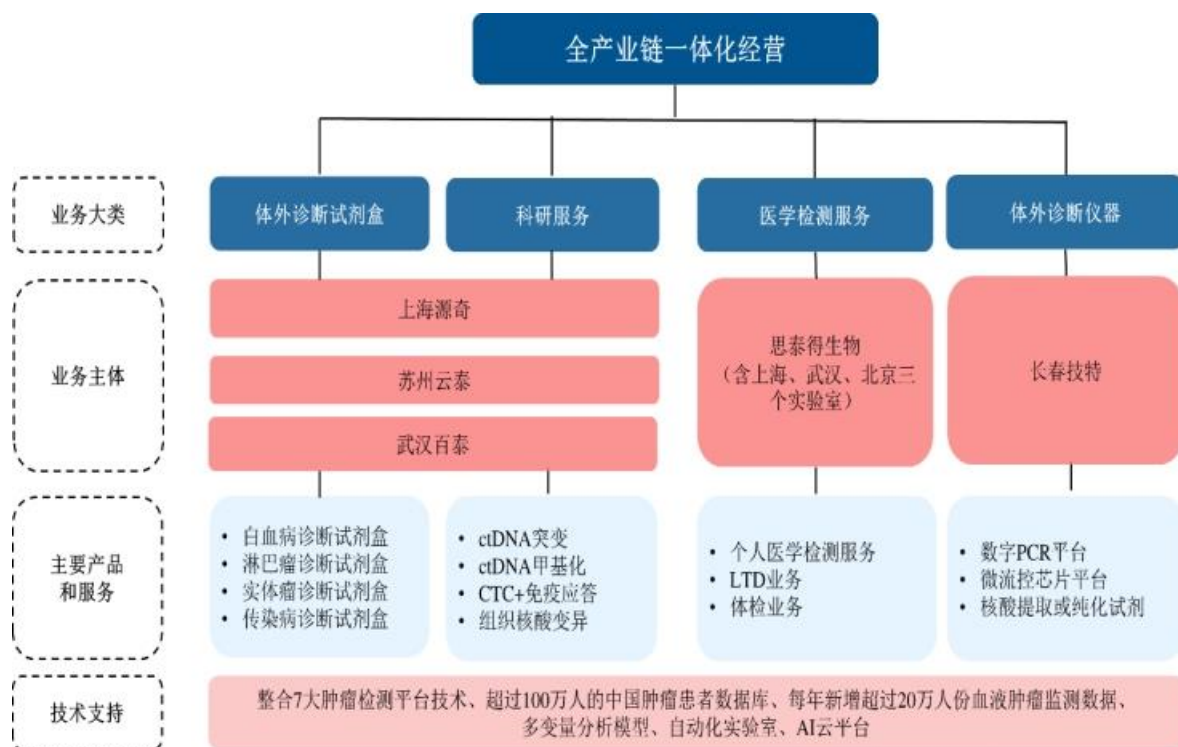 全产业链一体化经营
业务大类
体外诊断试剂盒
科研服务
医学检测服务
体外诊断仪器
业务主体
上海源奇
苏州云泰
武汉百泰
思泰得生物
（含上海、武汉、北京三
个实验室）
长春技特
主要产品
和服务
• 白血病诊断试剂盒
• 淋巴瘤诊断试剂盒
• 实体瘤诊断试剂盒
• 传染病诊断试剂盒
• ctDNA突变
• ctDNA甲基化
• CTC+免疫应答
• 组织核酸变异
• 个人医学检测服务
• LTD业务
• 体检业务
• 数字PCR平台
• 微流控芯片平台
• 核酸提取或纯化试剂
技术支持
整合7大肿瘤检测平台技术、超过100万人的中国肿瘤患者数据库、每年新增超过20万人份血液肿瘤监测数据、
多变量分析模型、自动化实验室、AI云平台